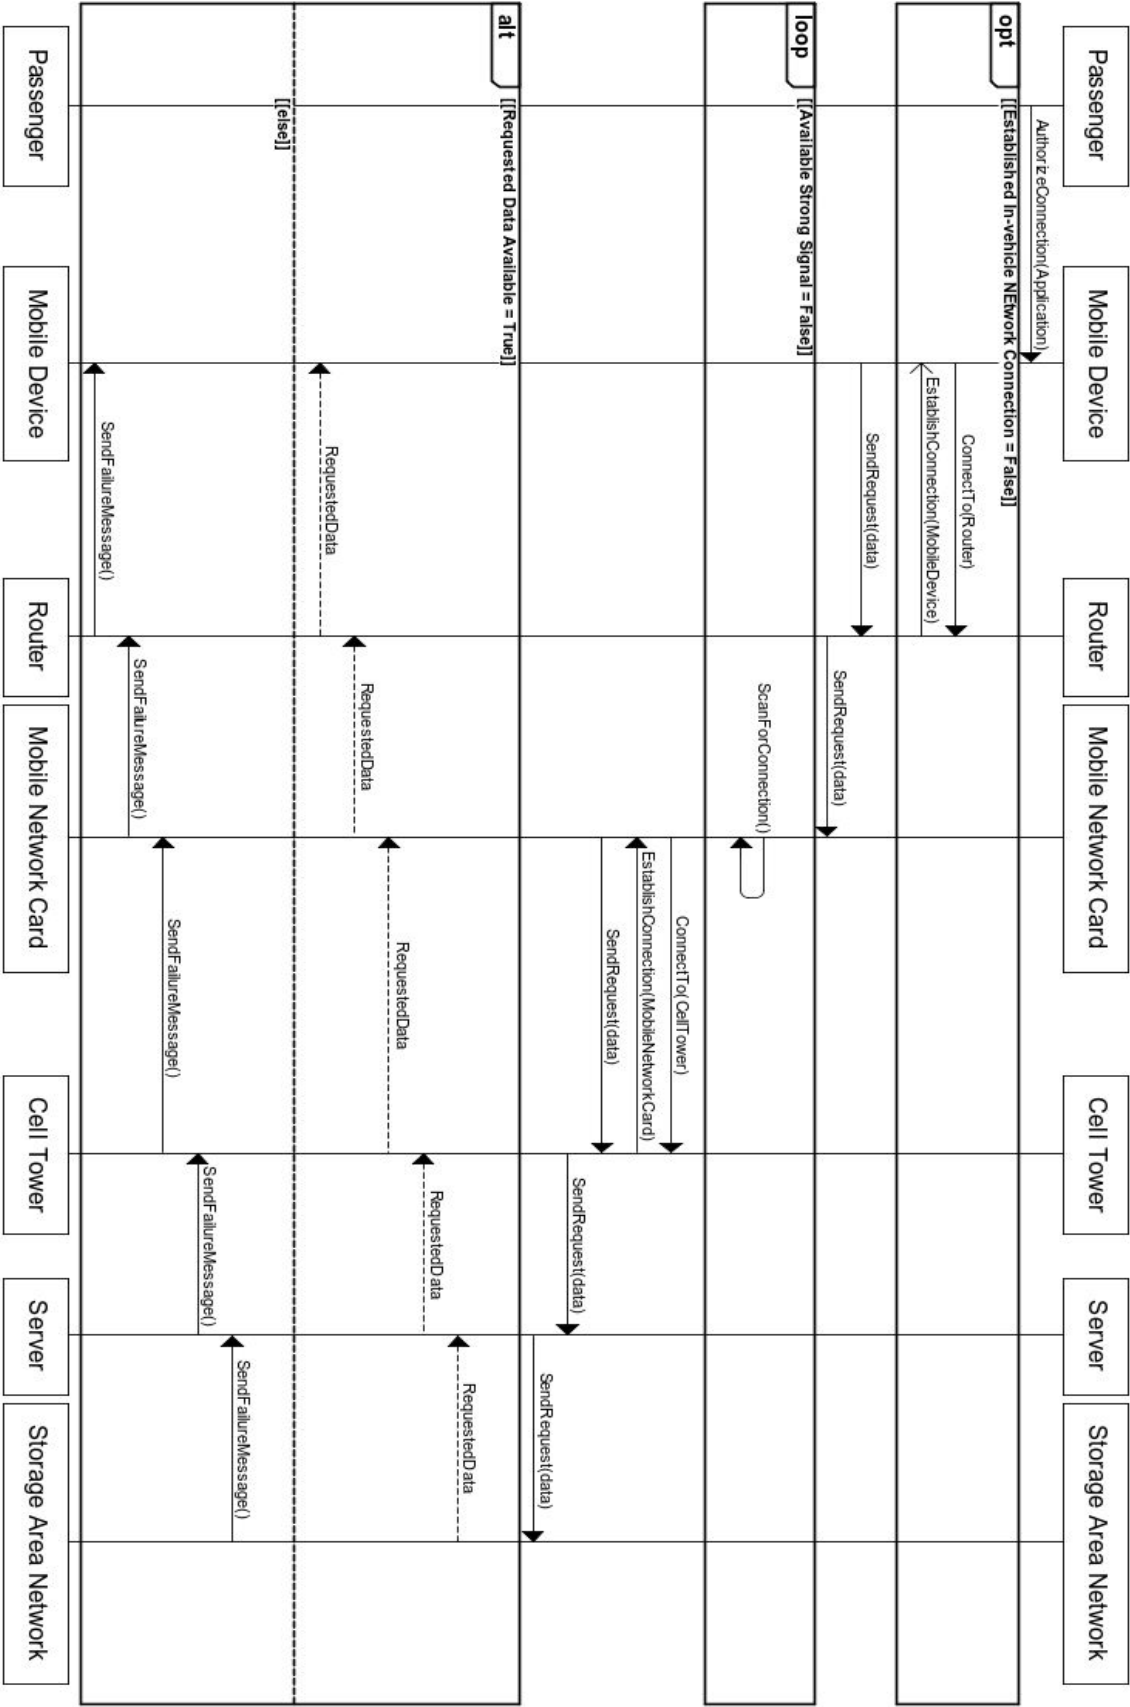 Passenger
Mobile Device
Router
Mobile Network Card
Cell Tower
Server
Storage Area Network
AuthorizeConnection(Application)
opt
[[Established In-vehicle NEtwork Connection = False]]
ConnectTo(Router)
EstablishConnection(MobileDevice)
SendRequest(data)
SendRequest(data)
loop
[[Available Strong Signal = False]]
ScanForConnection()
ConnectTo(CellTower)
EstablishConnection(MobileNetworkCard)
SendRequest(data)
SendRequest(data)
SendRequest(data)
alt
[[Requested Data Available = True]]
RequestedData
RequestedData
RequestedData
RequestedData
RequestedData
[[else]]
SendFailureMessage()
SendFailureMessage()
SendFailureMessage()
SendFailureMessage()
SendFailureMessage()
Passenger
Mobile Device
Router
Mobile Network Card
Cell Tower
Server
Storage Area Network